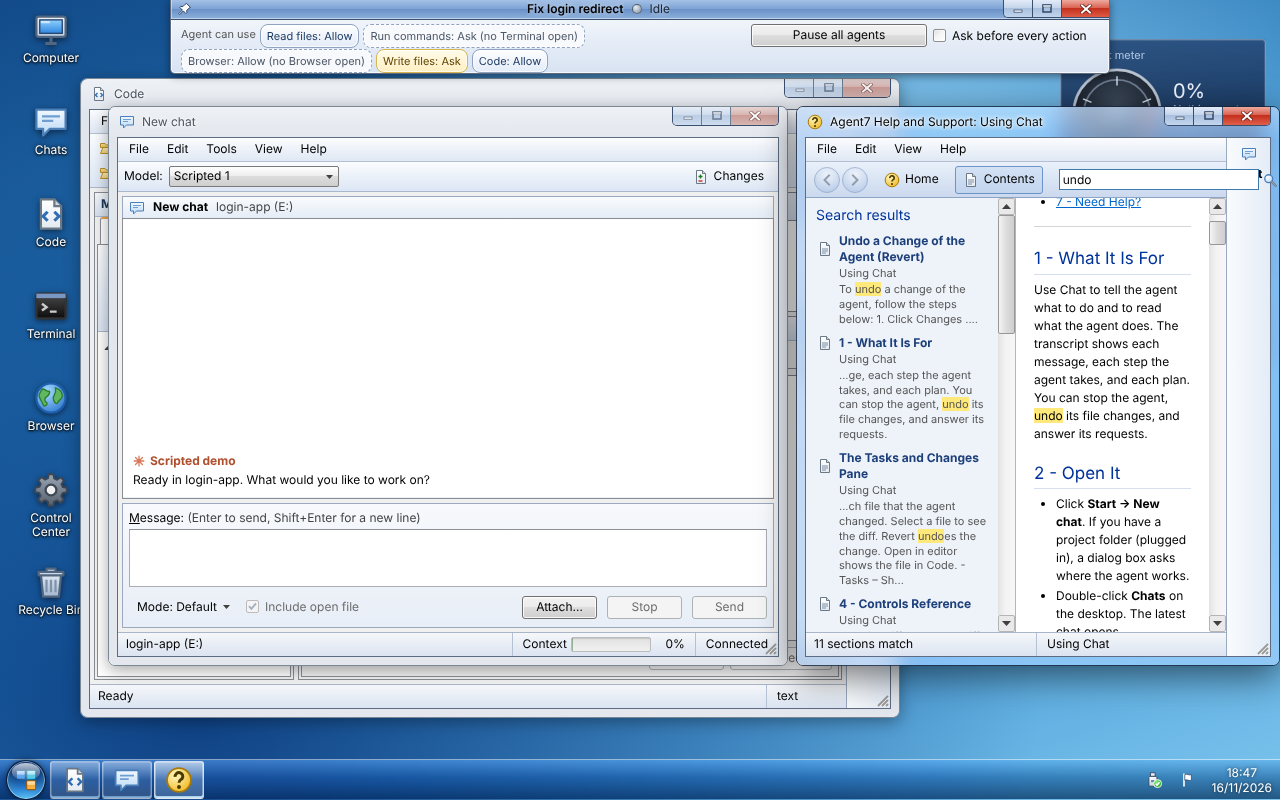 Computer
Chats
Code
Terminal
Browser
Control
Center
Recycle Bin
Fix login redirect
Idle
Agent can use
Read files: Allow
Run commands: Ask (no Terminal open)
Browser: Allow (no Browser open)
Write files: Ask
Code: Allow
Pause all agents
Ask before every action
meter
0%
Code
F
M
New chat
File
Edit
Tools
View
Help
Model:
Scripted 1
Changes
New chat
login-app (E:)
Scripted demo
Ready in login-app. What would you like to work on?
Message: (Enter to send, Shift+Enter for a new line)
Mode: Default
Include open file
Attach...
Stop
Send
login-app (E:)
Context
0%
Connected
Ready
text
Agent7 Help and Support: Using Chat
File
Edit
View
Help
Home
Contents
undo
Search results
Undo a Change of the
Agent (Revert)
Using Chat
To undo a change of the
agent, follow the steps
below: 1. Click Changes ....
1 - What It Is For
Using Chat
...ge, each step the agent
takes, and each plan. You
can stop the agent, undo its
file changes, and answer its
requests.
The Tasks and Changes
Pane
Using Chat
...ch file that the agent
changed. Select a file to see
the diff. Revert undoes the
change. Open in editor
shows the file in Code. -
Tasks – Sh...
4 - Controls Reference
Using Chat
7 - Need Help?
1 - What It Is For
Use Chat to tell the agent
what to do and to read
what the agent does. The
transcript shows each
message, each step the
agent takes, and each plan.
You can stop the agent,
undo its file changes, and
answer its requests.
2 - Open It
Click Start → New
chat. If you have a
project folder (plugged
in), a dialog box asks
where the agent works.
Double-click Chats on
the desktop. The latest
chat opens.
11 sections match
Using Chat
18:47
16/11/2026